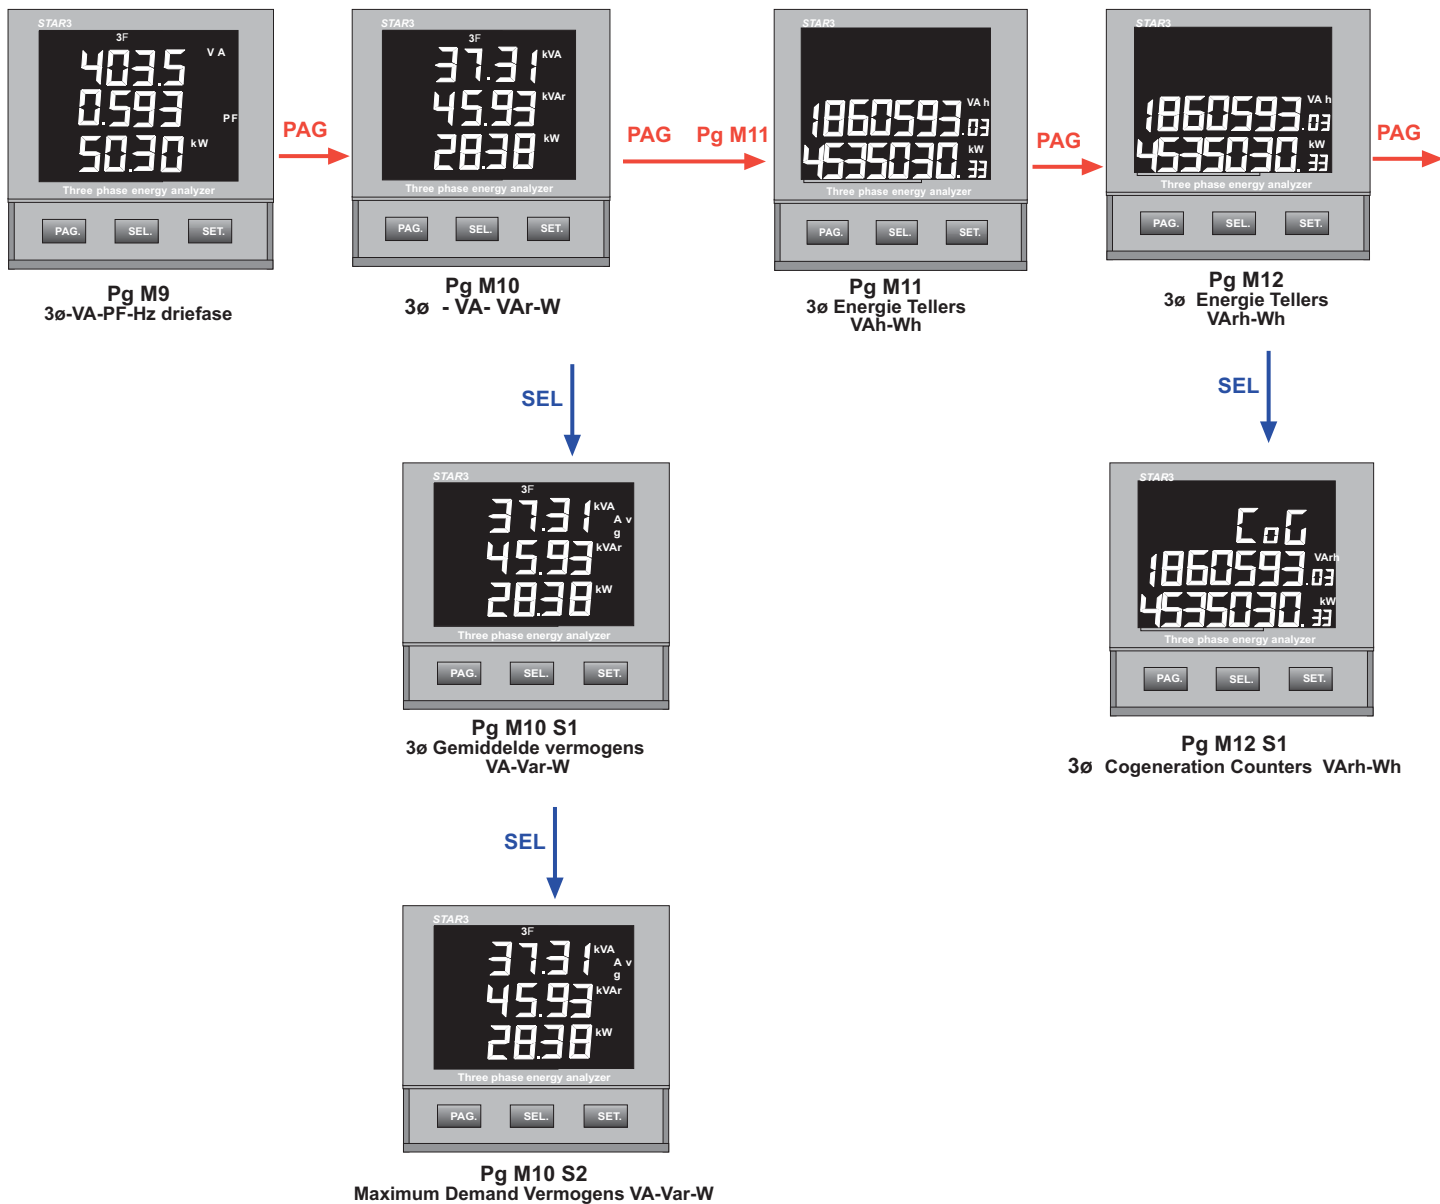 STAR3
3F
403.5 VA
0.593 PF
50.30 kW
Three phase energy analyzer
PAG. SEL. SET.
Pg M9
3ø-VA-PF-Hz driefase
PAG
STAR3
3F
37.31 kVA
45.93 kVAr
28.38 kW
Three phase energy analyzer
PAG. SEL. SET.
Pg M10
3ø - VA- VAr-W
PAG Pg M11
STAR3
1860593.03 VA h
4535030.33 kW
Three phase energy analyzer
PAG. SEL. SET.
Pg M11
3ø Energie Tellers
VAh-Wh
PAG
STAR3
1860593.03 VA h
4535030.33 kW
Three phase energy analyzer
PAG. SEL. SET.
Pg M12
3ø Energie Tellers
VArh-Wh
PAG
SEL
SEL
STAR3
3F
37.31 kVA
A v
g
45.93 kVAr
28.38 kW
Three phase energy analyzer
PAG. SEL. SET.
Pg M10 S1
3ø Gemiddelde vermogens
VA-Var-W
STAR3
CoG
1860593.03 VArh
4535030.33 kW
Three phase energy analyzer
PAG. SEL. SET.
Pg M12 S1
3ø Cogeneration Counters VArh-Wh
SEL
STAR3
3F
37.31 kVA
A v
g
45.93 kVAr
28.38 kW
Three phase energy analyzer
PAG. SEL. SET.
Pg M10 S2
Maximum Demand Vermogens VA-Var-W